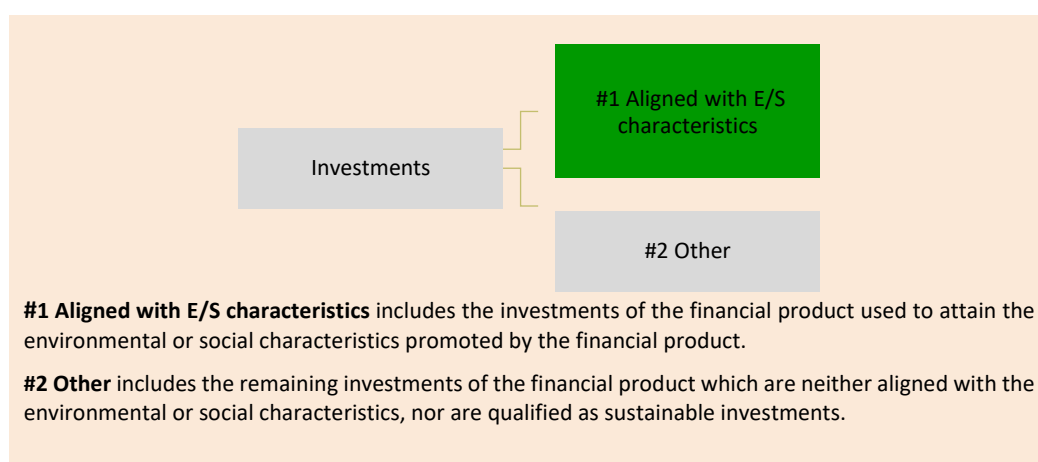 #1 Aligned with E/S
characteristics
Investments
#2 Other
#1 Aligned with E/S characteristics includes the investments of the financial product used to attain the
environmental or social characteristics promoted by the financial product.
#2 Other includes the remaining investments of the financial product which are neither aligned with the
environmental or social characteristics, nor are qualified as sustainable investments.